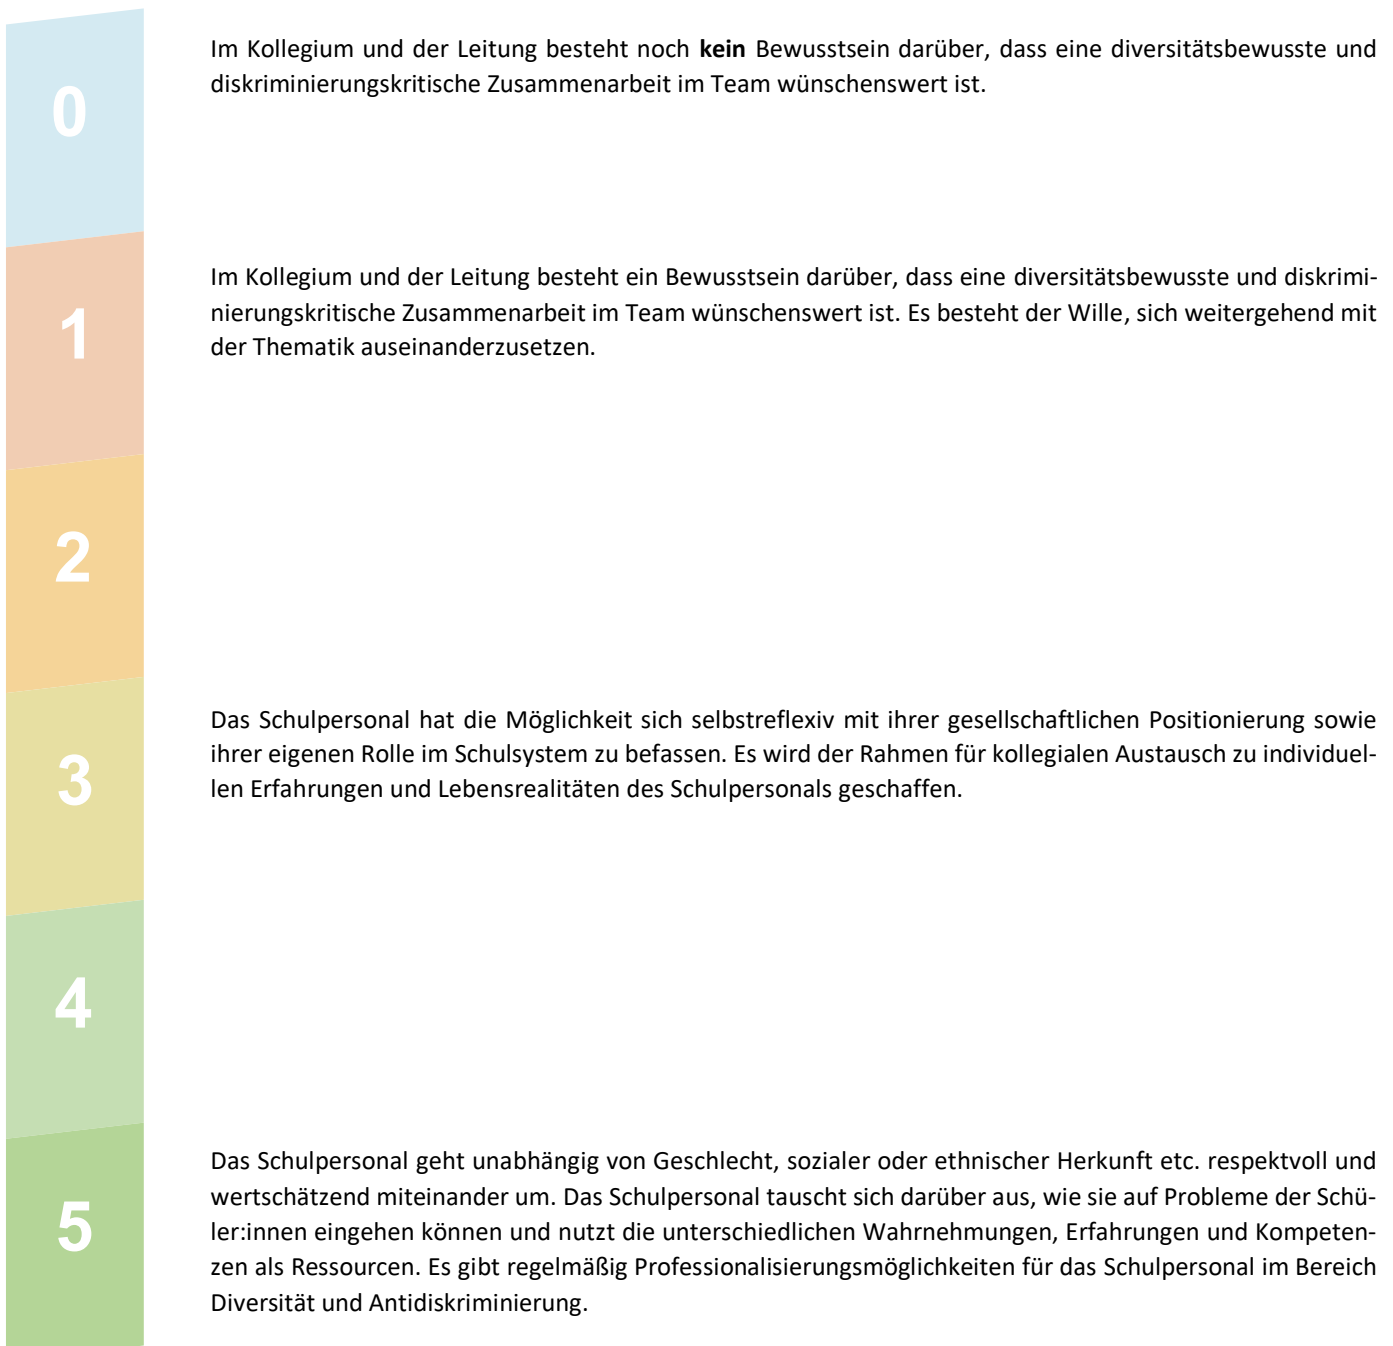 0
Im Kollegium und der Leitung besteht noch kein Bewusstsein darüber, dass eine diversitätsbewusste und
diskriminierungskritische Zusammenarbeit im Team wünschenswert ist.
1
Im Kollegium und der Leitung besteht ein Bewusstsein darüber, dass eine diversitätsbewusste und diskrimi-
nierungskritische Zusammenarbeit im Team wünschenswert ist. Es besteht der Wille, sich weitergehend mit
der Thematik auseinanderzusetzen.
2
3
Das Schulpersonal hat die Möglichkeit sich selbstreflexiv mit ihrer gesellschaftlichen Positionierung sowie
ihrer eigenen Rolle im Schulsystem zu befassen. Es wird der Rahmen für kollegialen Austausch zu individuel-
len Erfahrungen und Lebensrealitäten des Schulpersonals geschaffen.
4
5
Das Schulpersonal geht unabhängig von Geschlecht, sozialer oder ethnischer Herkunft etc. respektvoll und
wertschätzend miteinander um. Das Schulpersonal tauscht sich darüber aus, wie sie auf Probleme der Schü-
ler:innen eingehen können und nutzt die unterschiedlichen Wahrnehmungen, Erfahrungen und Kompeten-
zen als Ressourcen. Es gibt regelmäßig Professionalisierungsmöglichkeiten für das Schulpersonal im Bereich
Diversität und Antidiskriminierung.